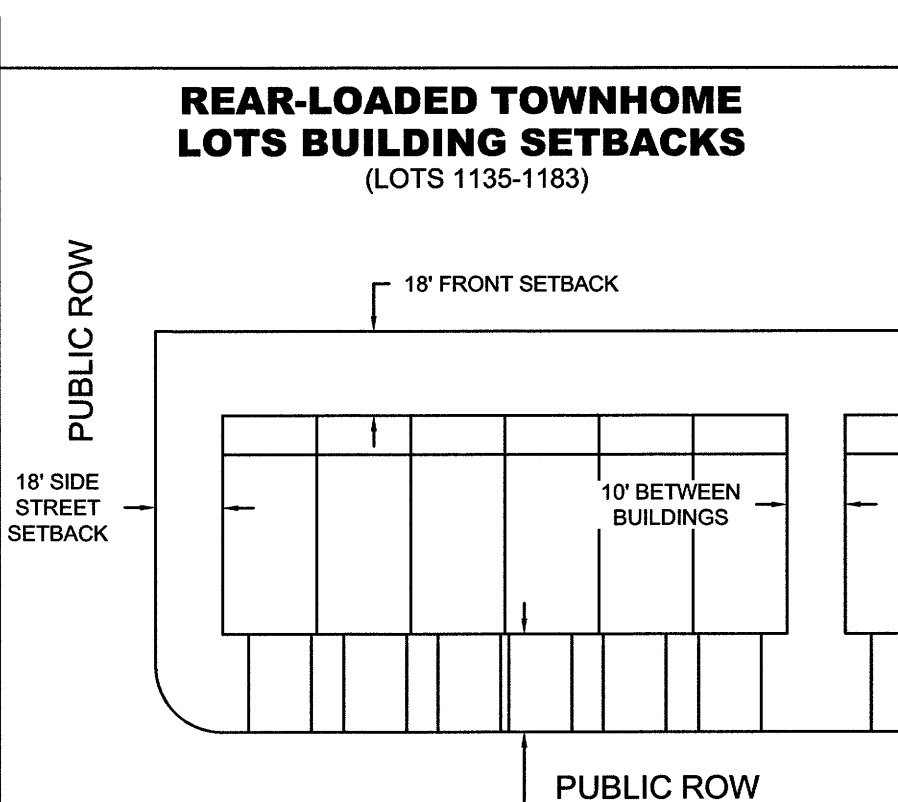 REAR-LOADED TOWNHOME
LOTS BUILDING SETBACKS
(LOTS 1135-1183)
PUBLIC ROW
18' FRONT SETBACK
18' SIDE
STREET
SETBACK
10' BETWEEN
BUILDINGS
PUBLIC ROW